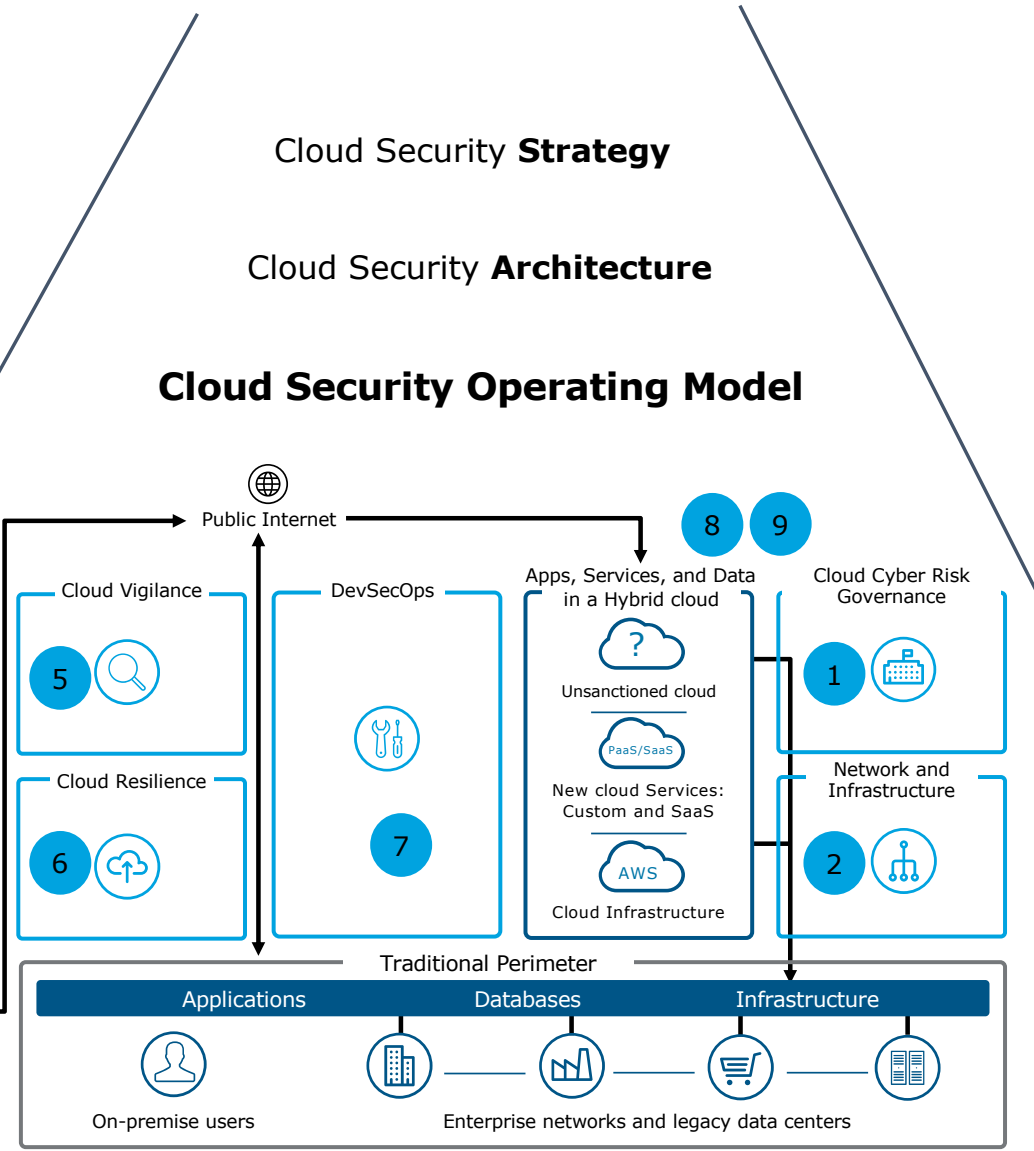 Cloud Security Strategy
Cloud Security Architecture
Cloud Security Operating Model
Public Internet
8
9
Cloud Vigilance
5
Cloud Resilience
6
DevSecOps
7
Apps, Services, and Data
in a Hybrid cloud
?
Unsanctioned cloud
PaaS/SaaS
New cloud Services:
Custom and SaaS
AWS
Cloud Infrastructure
Cloud Cyber Risk
Governance
1
Network and
Infrastructure
2
Traditional Perimeter
Applications
Databases
Infrastructure
On-premise users
Enterprise networks and legacy data centers